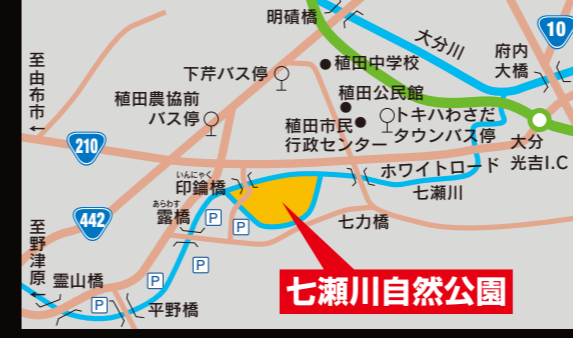 明磧橋
大分川
10
府内
大橋
至由布市←
下芹バス停
稙田中学校
稙田農協前
バス停
稙田公民館
稙田市民
行政センター
トキハわさだ
タウンバス停
大分
光吉I.C
210
いんにゃく
印鑰橋
ホワイトロード
七瀬川
442
あらわす
露橋
P
P
七力橋
至野津原←
P
霊山橋
P
P
平野橋
七瀬川自然公園